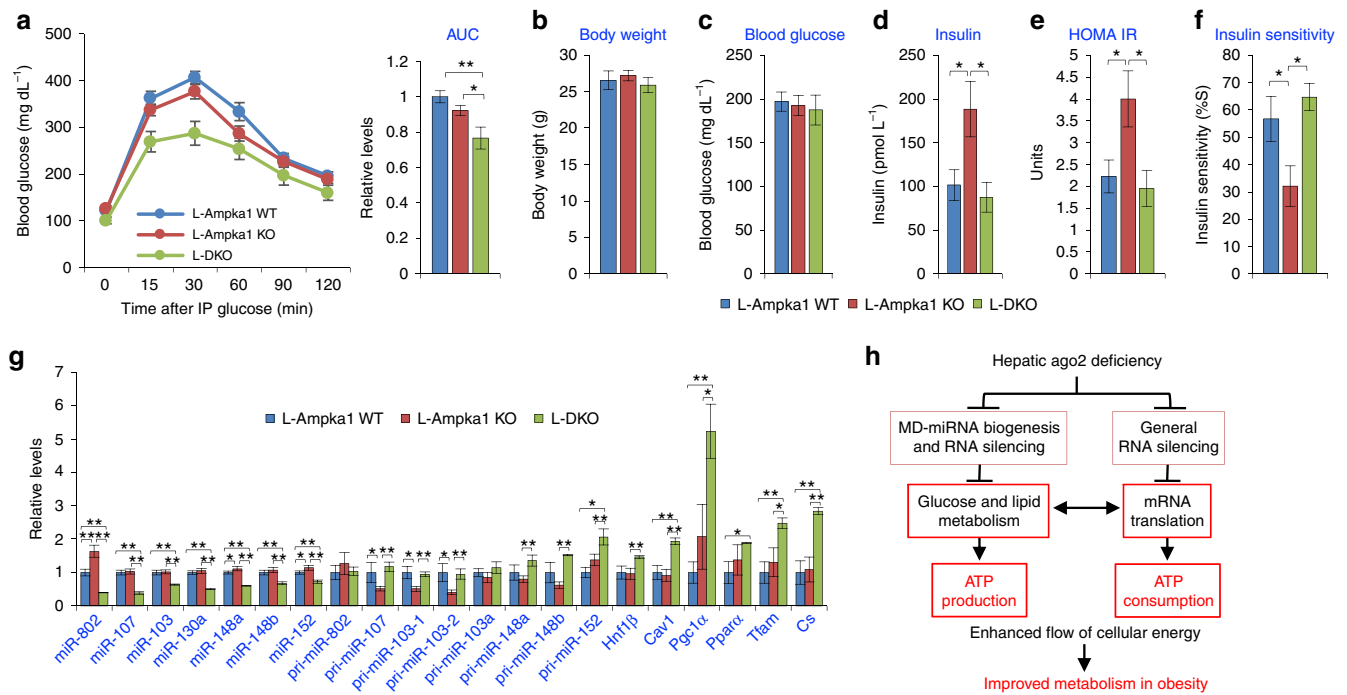 a
500
400
300
200
100
0
Blood glucose (mg dL⁻¹)
L-Ampka1 WT
L-Ampka1 KO
L-DKO
0 15 30 60 90 120
Time after IP glucose (min)
AUC
1.2
1
0.8
0.6
0.4
0.2
0
Relative levels
** 
*
b
Body weight
30
25
20
15
10
5
0
Body weight (g)
c
Blood glucose
250
200
150
100
50
0
Blood glucose (mg dL⁻¹)
d
Insulin
250
200
150
100
50
0
Insulin (pmol L⁻¹)
* *
e
HOMA IR
5
4.5
4
3.5
3
2.5
2
1.5
1
0.5
0
Units
* *
f
Insulin sensitivity
80
70
60
50
40
30
20
10
0
Insulin sensitivity (%S)
* *
L-Ampka1 WT L-Ampka1 KO L-DKO
g
7
6
5
4
3
2
1
0
Relative levels
L-Ampka1 WT L-Ampka1 KO L-DKO
miR-802
miR-107
miR-103
miR-130a
miR-148a
miR-148b
miR-152
pri-miR-802
pri-miR-107
pri-miR-103-1
pri-miR-103-2
pri-miR-103a
pri-miR-148a
pri-miR-148b
pri-miR-152
Hnf1β
Cav1
Pgc1α
Pparα
Tfam
Cs
h
Hepatic ago2 deficiency
MD-miRNA biogenesis
and RNA silencing
General
RNA silencing
Glucose and lipid
metabolism
mRNA
translation
ATP
production
ATP
consumption
Enhanced flow of cellular energy
Improved metabolism in obesity